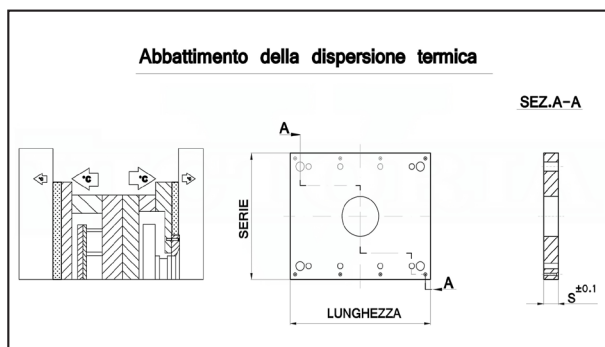 Abbattimento della dispersione termica
SEZ.A-A
A
°C
°C
SERIE
A
LUNGHEZZA
S±0.1